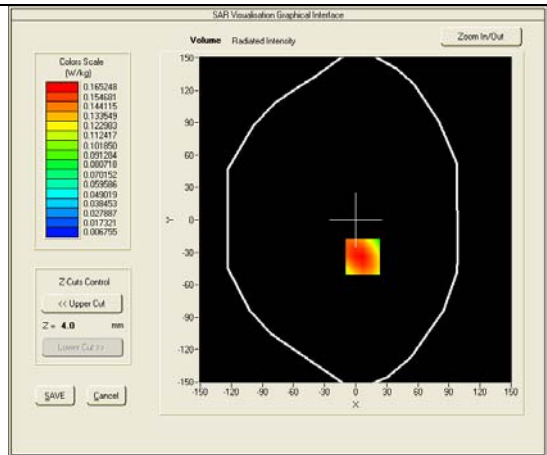 SAR Visualisation Graphical Interface
Volume Radiated Intensity
Zoom In/Out
Colors Scale
(W/kg)
0.165248
0.154681
0.144115
0.133549
0.122983
0.112417
0.101850
0.091284
0.080718
0.070152
0.059586
0.049019
0.038453
0.027887
0.017321
0.006755
Z Cuts Control
<< Upper Cut
Z = 4.0 mm
Lower Cut >>
SAVE
Cancel
Y
150
120
90
60
30
0
-30
-60
-90
-120
-150
-150 -120 -90 -60 -30 0 30 60 90 120 150
X